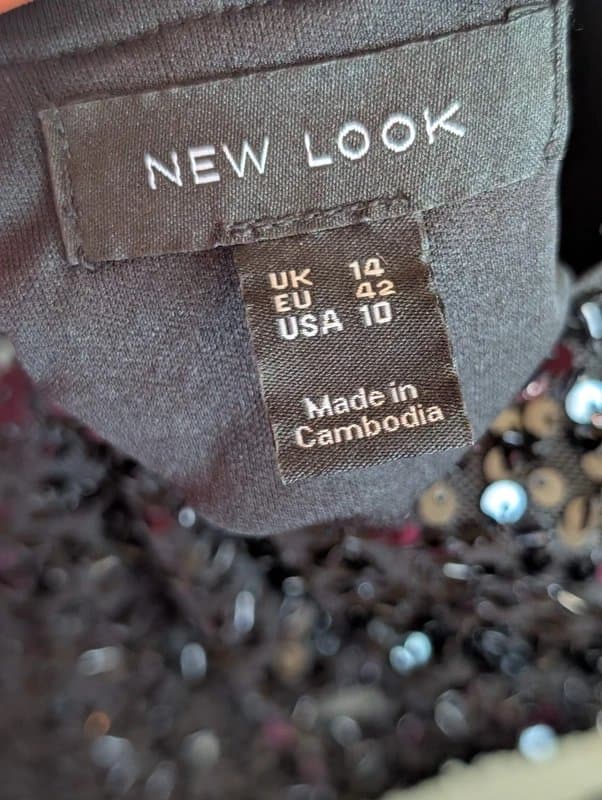 NEW LOOK
UK 14
EU 42
USA 10
Made in
Cambodia